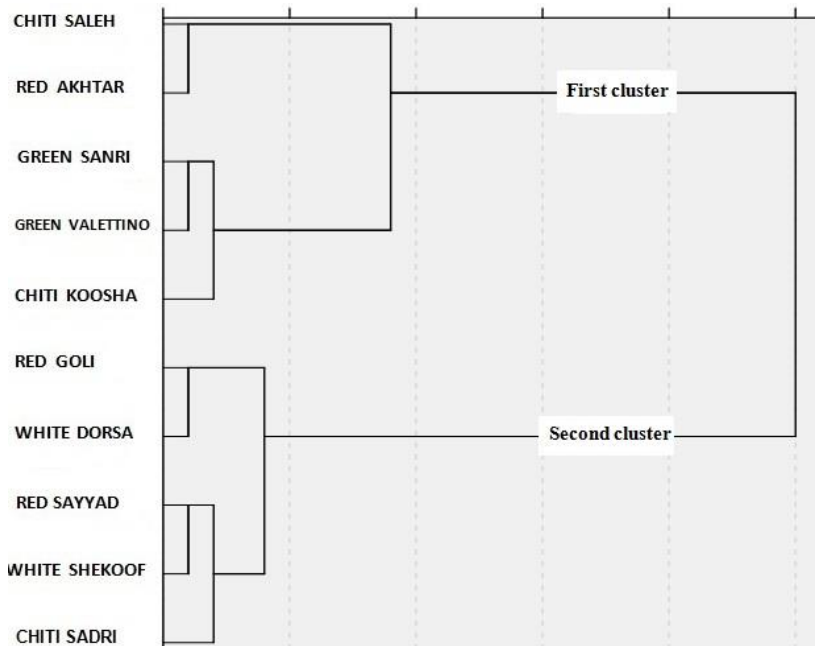 CHITI SALEH
RED AKHTAR
First cluster
GREEN SANRI
GREEN VALETTINO
CHITI KOOSHA
RED GOLI
WHITE DORSA
Second cluster
RED SAYYAD
WHITE SHEKOOF
CHITI SADRI